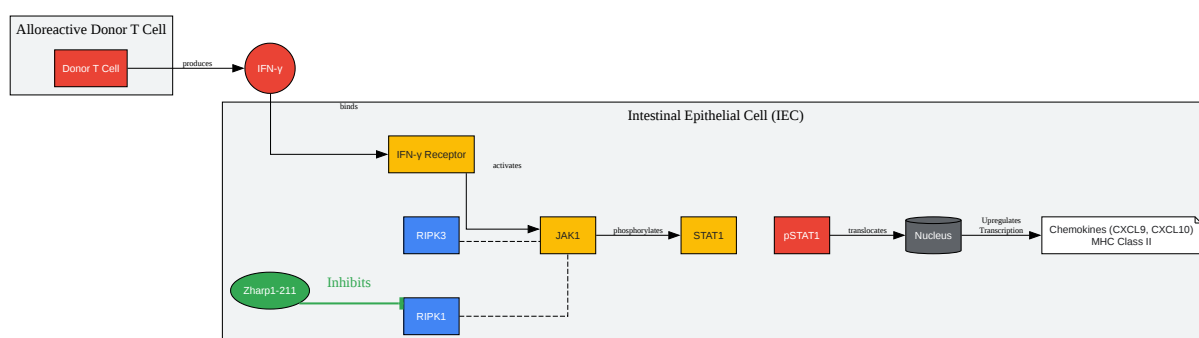 Alloreactive Donor T Cell
Donor T Cell
produces
IFN-γ
binds
Intestinal Epithelial Cell (IEC)
IFN-γ Receptor
activates
RIPK3
JAK1
phosphorylates
STAT1
pSTAT1
translocates
Nucleus
Upregulates
Transcription
Chemokines (CXCL9, CXCL10)
MHC Class II
Zharp1-211
Inhibits
RIPK1